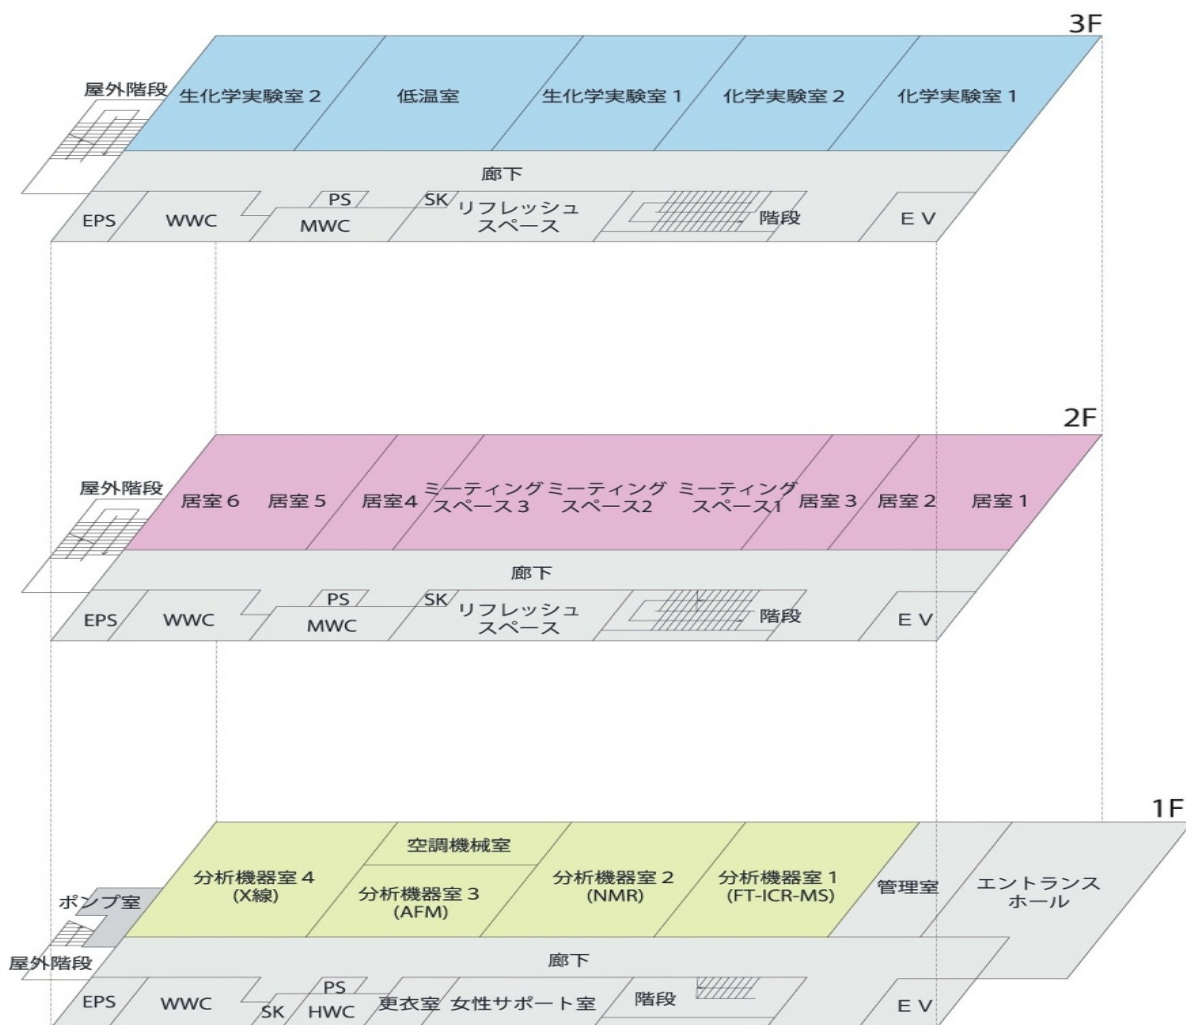 3F
屋外階段
生化学実験室 2
低温室
生化学実験室 1
化学実験室 2
化学実験室 1
廊下
EPS
WWC
PS
MWC
SK
リフレッシュ
スペース
階段
EV
2F
屋外階段
居室 6
居室 5
居室4
ミーティング
スペース 3
ミーティング
スペース2
ミーティング
スペース1
居室 3
居室 2
居室 1
廊下
EPS
WWC
PS
MWC
SK
リフレッシュ
スペース
階段
EV
1F
ポンプ室
屋外階段
分析機器室 4
(X線)
空調機械室
分析機器室 3
(AFM)
分析機器室 2
(NMR)
分析機器室 1
(FT-ICR-MS)
管理室
エントランス
ホール
廊下
EPS
WWC
SK
PS
HWC
更衣室
女性サポート室
階段
EV